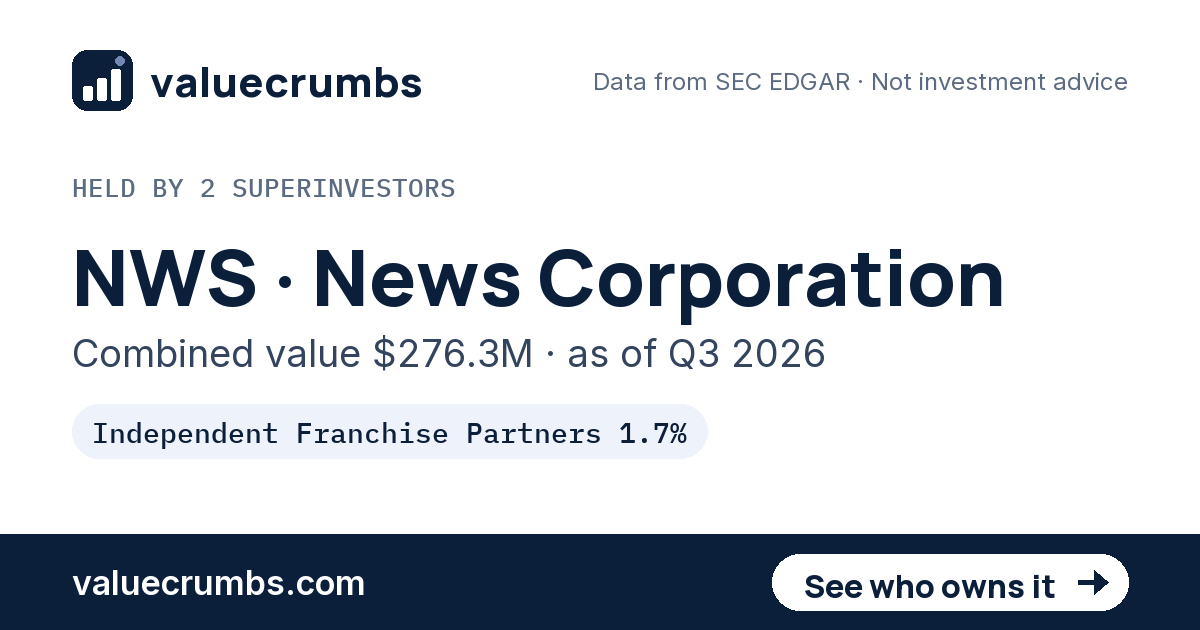 valuecrumbs
Data from SEC EDGAR · Not investment advice
HELD BY 2 SUPERINVESTORS
NWS · News Corporation
Combined value $276.3M · as of Q3 2026
Independent Franchise Partners 1.7%
valuecrumbs.com
See who owns it →